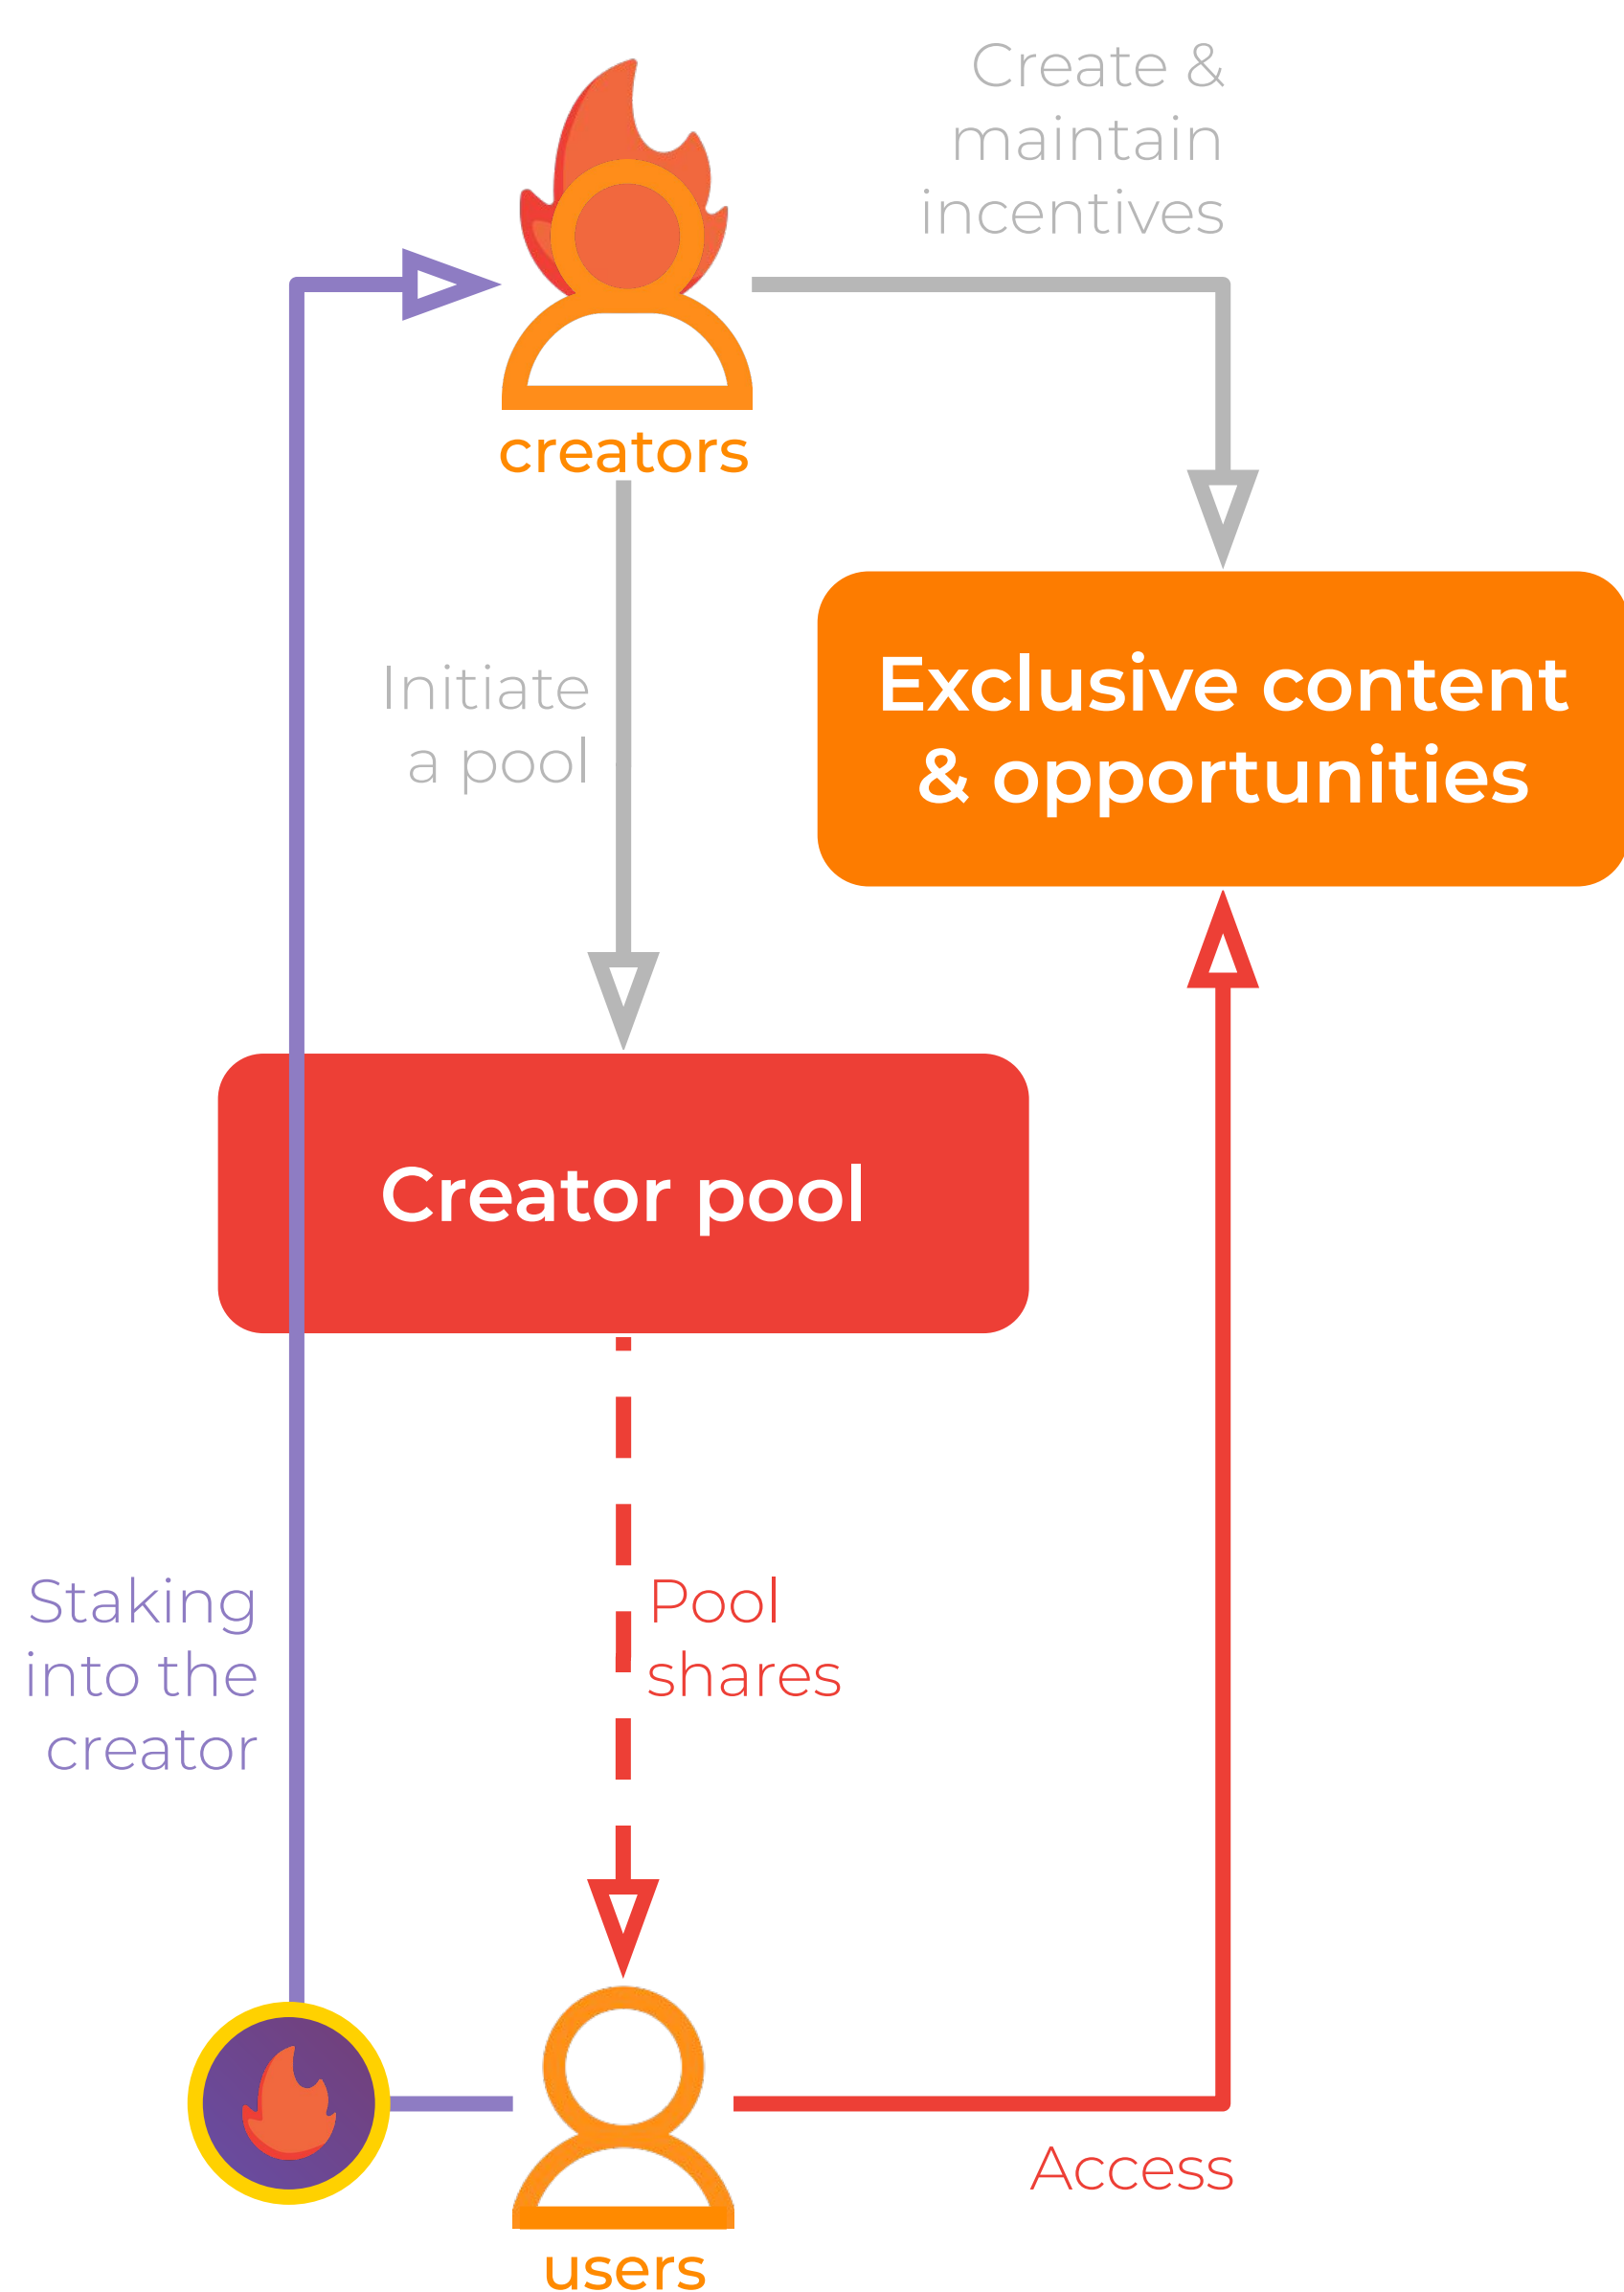 Create &
maintain
incentives
creators
Initiate
a pool
Exclusive content
& opportunities
Creator pool
Staking
into the
creator
Pool
shares
Access
users